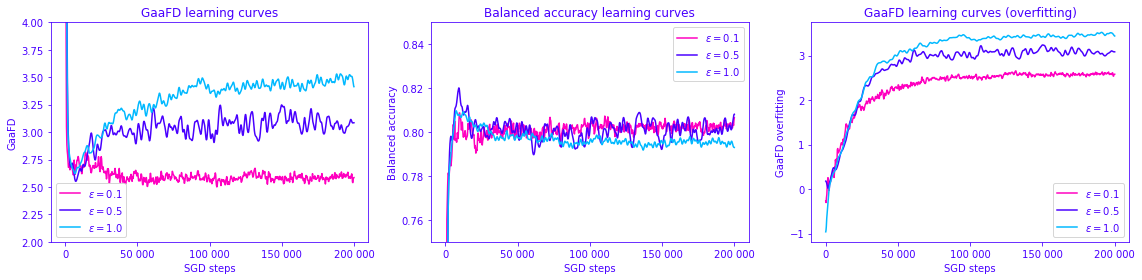 GaaFD learning curves
GaaFD
4.00
3.75
3.50
3.25
3.00
2.75
2.50
2.25
2.00
ε = 0.1
ε = 0.5
ε = 1.0
0 50 000 100 000 150 000 200 000
SGD steps
Balanced accuracy learning curves
Balanced accuracy
0.84
0.82
0.80
0.78
0.76
ε = 0.1
ε = 0.5
ε = 1.0
0 50 000 100 000 150 000 200 000
SGD steps
GaaFD learning curves (overfitting)
GaaFD overfitting
3
2
1
0
−1
ε = 0.1
ε = 0.5
ε = 1.0
0 50 000 100 000 150 000 200 000
SGD steps